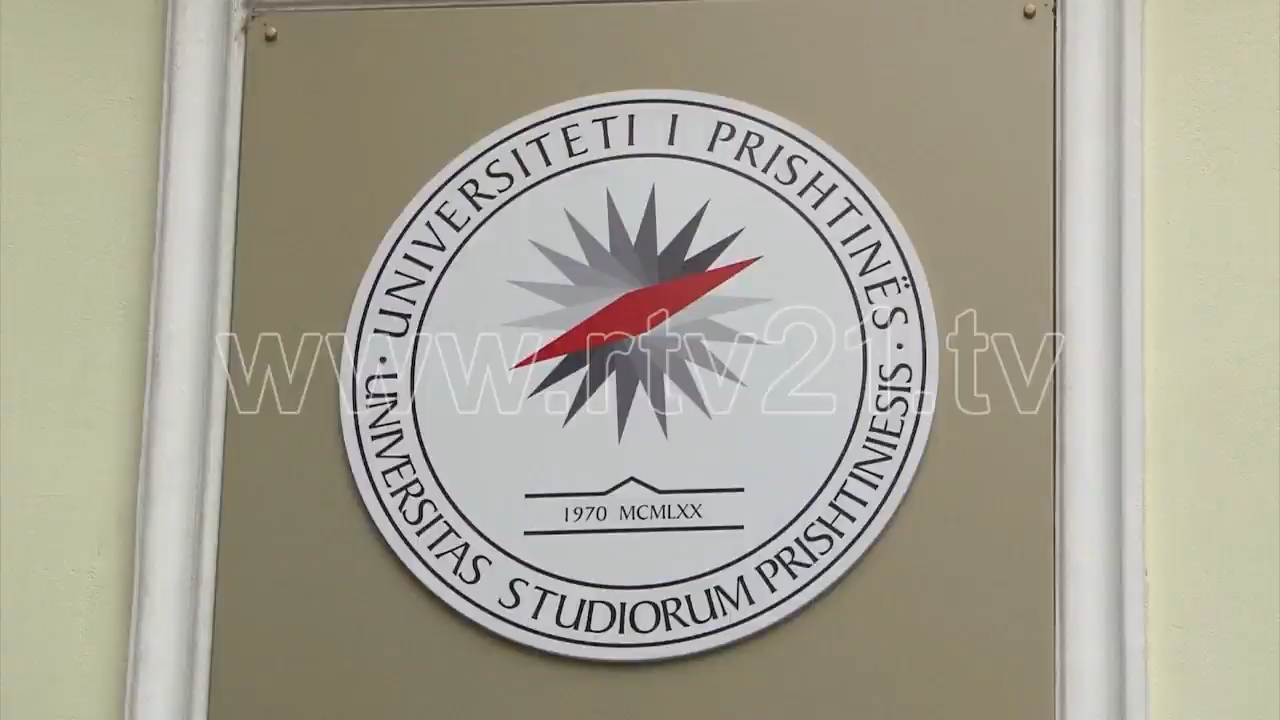 UNIVERSITETI I PRISHTINËS
www.rtv21.tv
1970 MCMLXX
UNIVERSITAS STUDIORUM PRISHTINIESIS